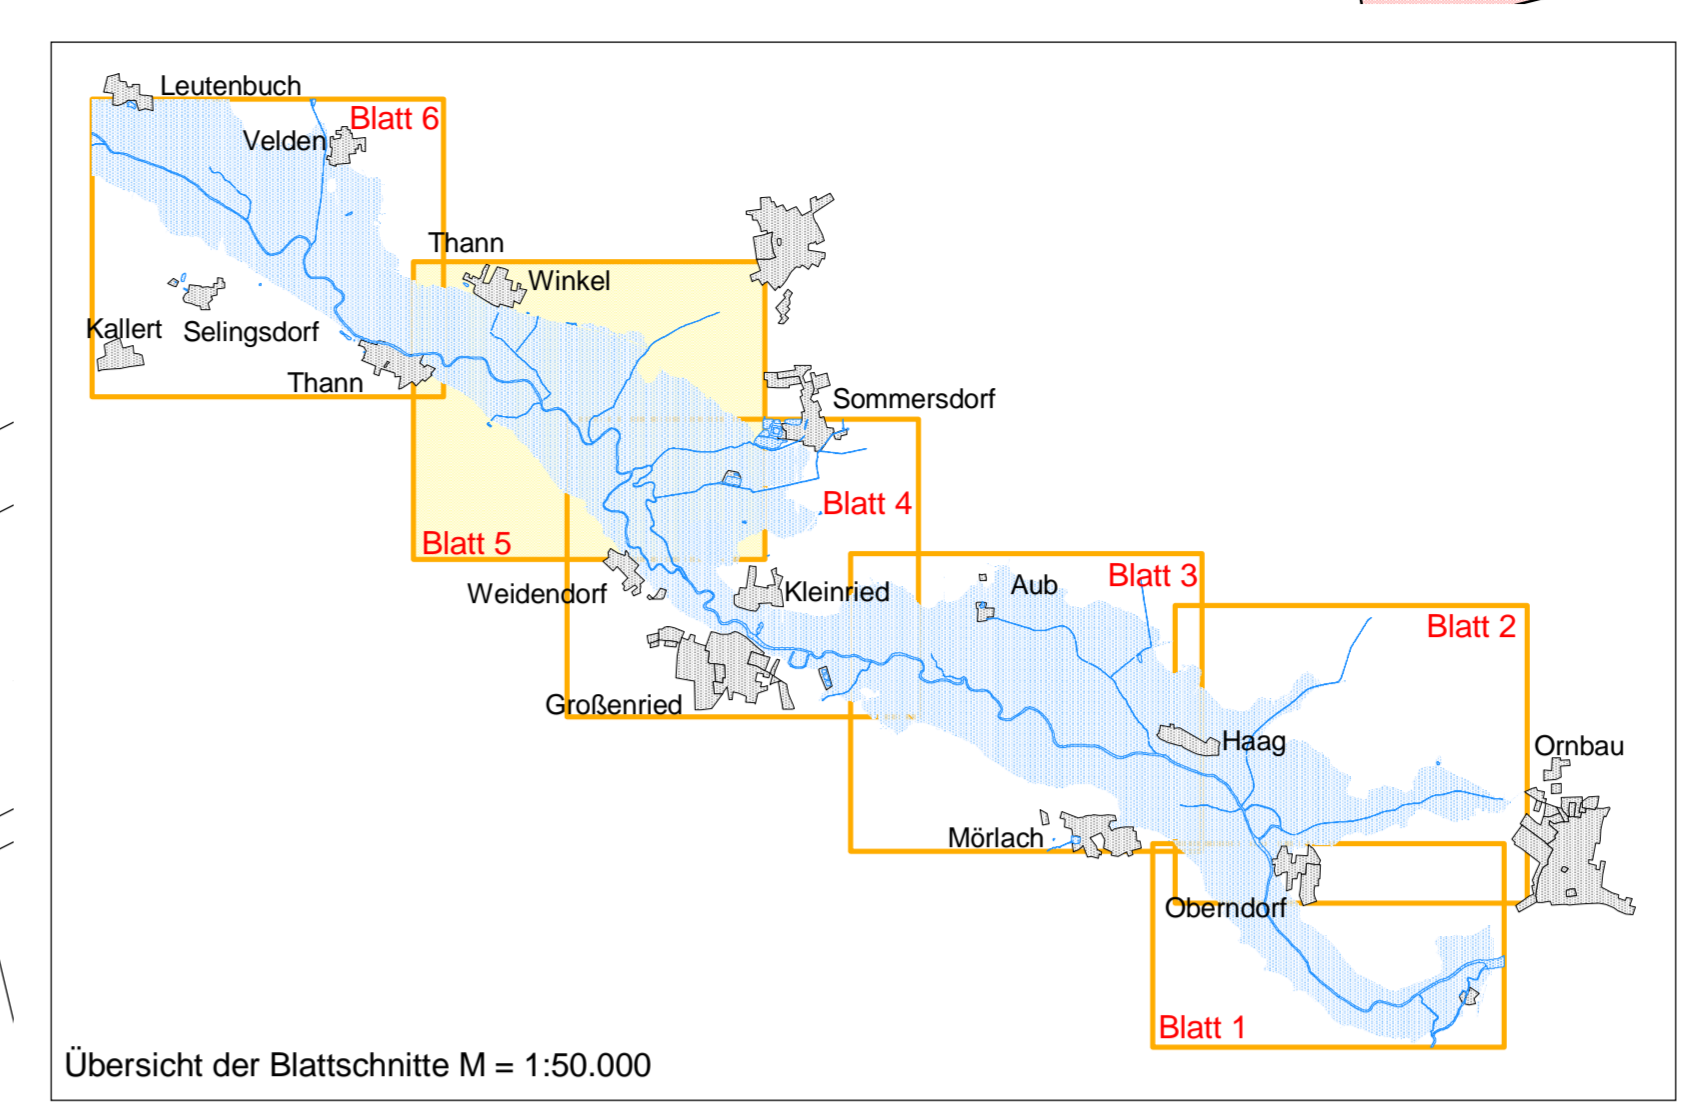 Leutenbuch
Blatt 6
Velden
Thann
Winkel
Kallert
Selingsdorf
Thann
Sommersdorf
Blatt 4
Blatt 5
Weidendorf
Kleinried
Aub
Blatt 3
Blatt 2
Großenried
Haag
Ornbau
Mörlach
Oberndorf
Blatt 1
Übersicht der Blattschnitte M = 1:50.000